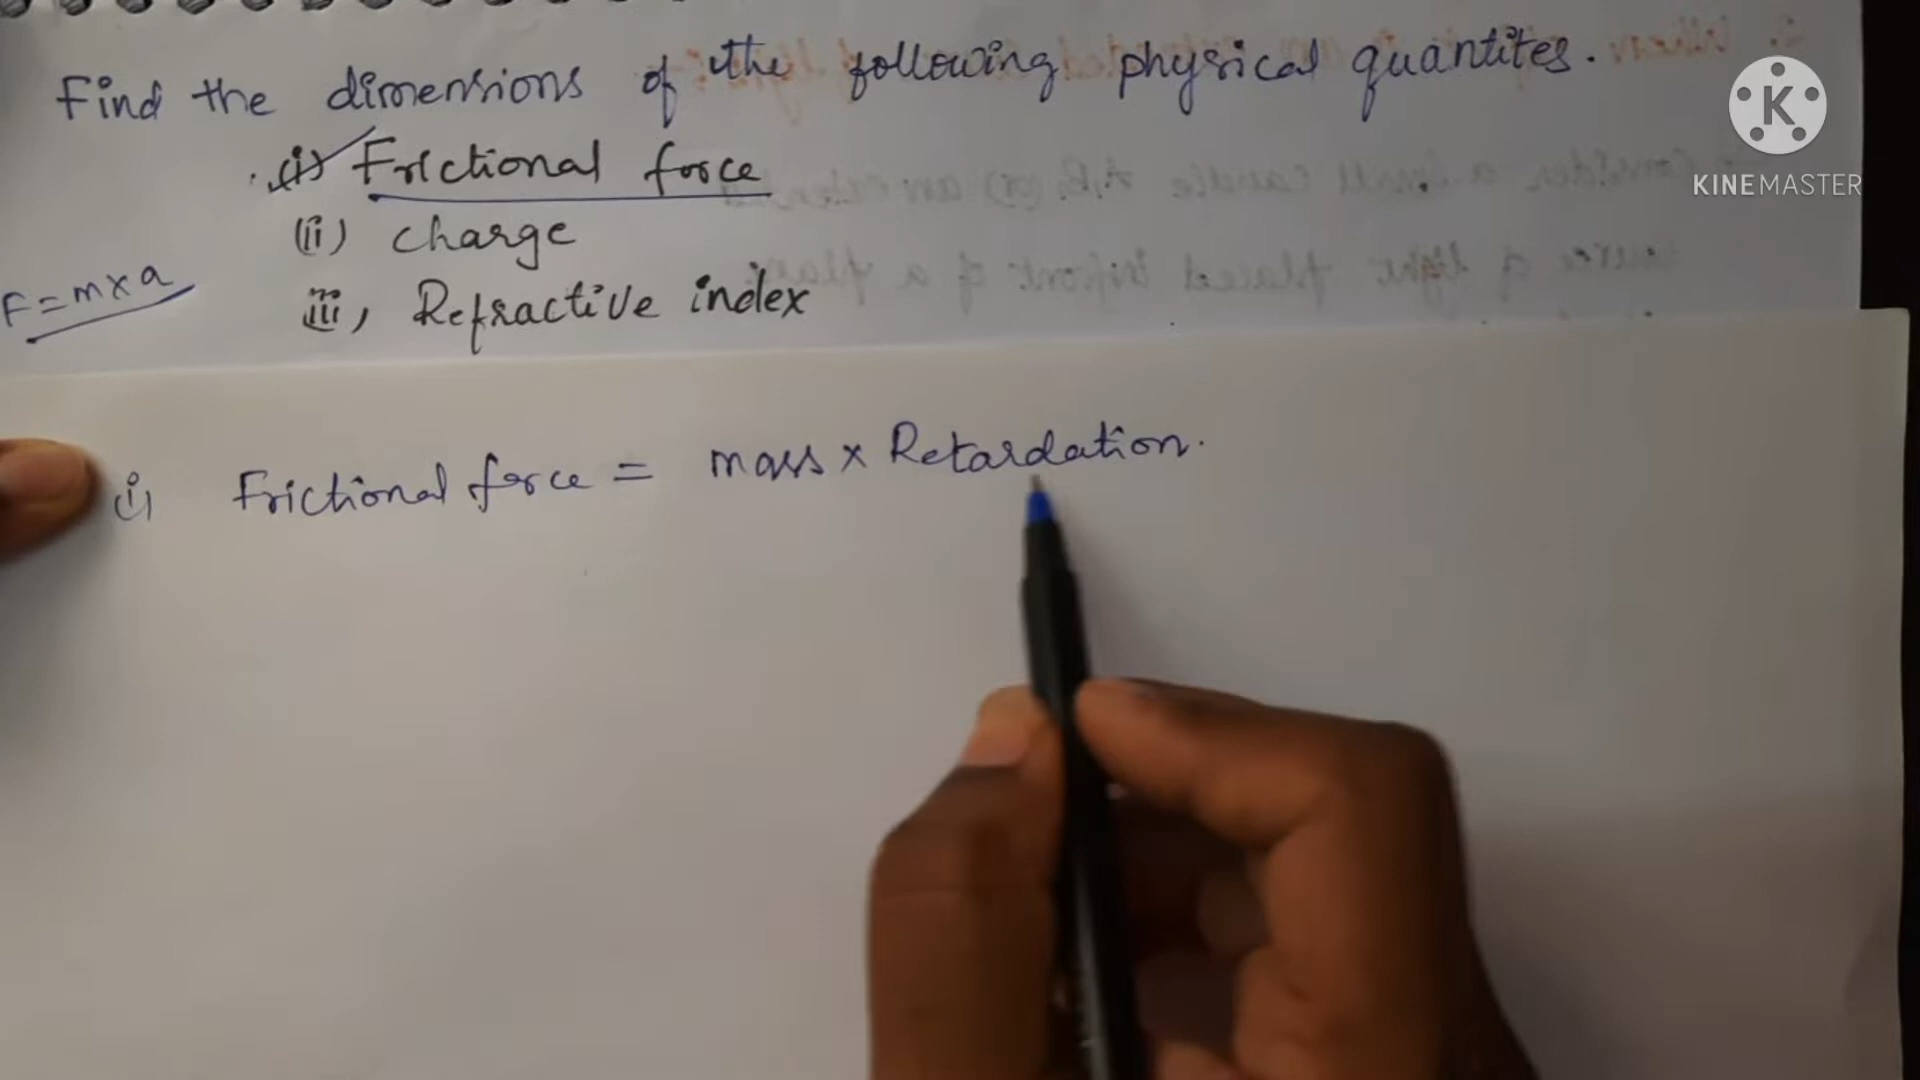 Find the dimensions of the following physical quantites.
(i) Frictional force
(ii) charge
F = m x a
iii, Refractive index
(i) Frictional force = mass x Retardation.
KINEMASTER